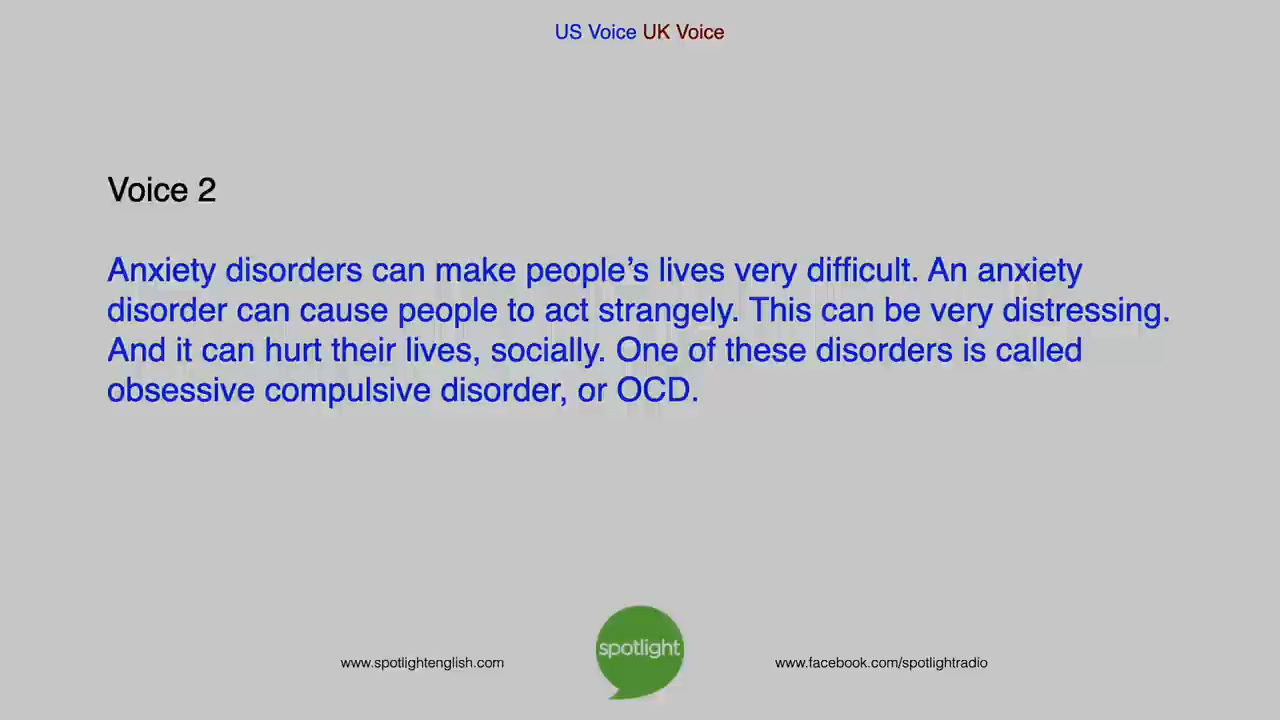 US Voice UK Voice
Voice 2
Anxiety disorders can make people’s lives very difficult. An anxiety
disorder can cause people to act strangely. This can be very distressing.
And it can hurt their lives, socially. One of these disorders is called
obsessive compulsive disorder, or OCD.
spotlight
www.spotlightenglish.com
www.facebook.com/spotlightradio